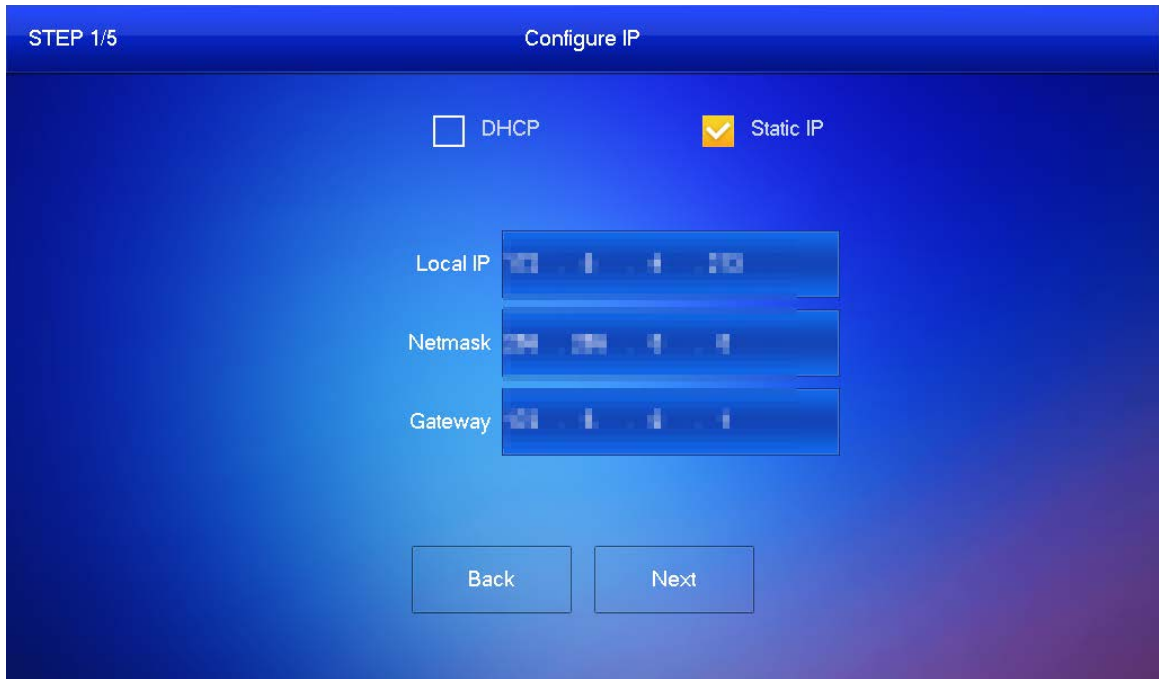 STEP 1/5
Configure IP
DHCP
Static IP
Local IP
Netmask
Gateway
Back
Next